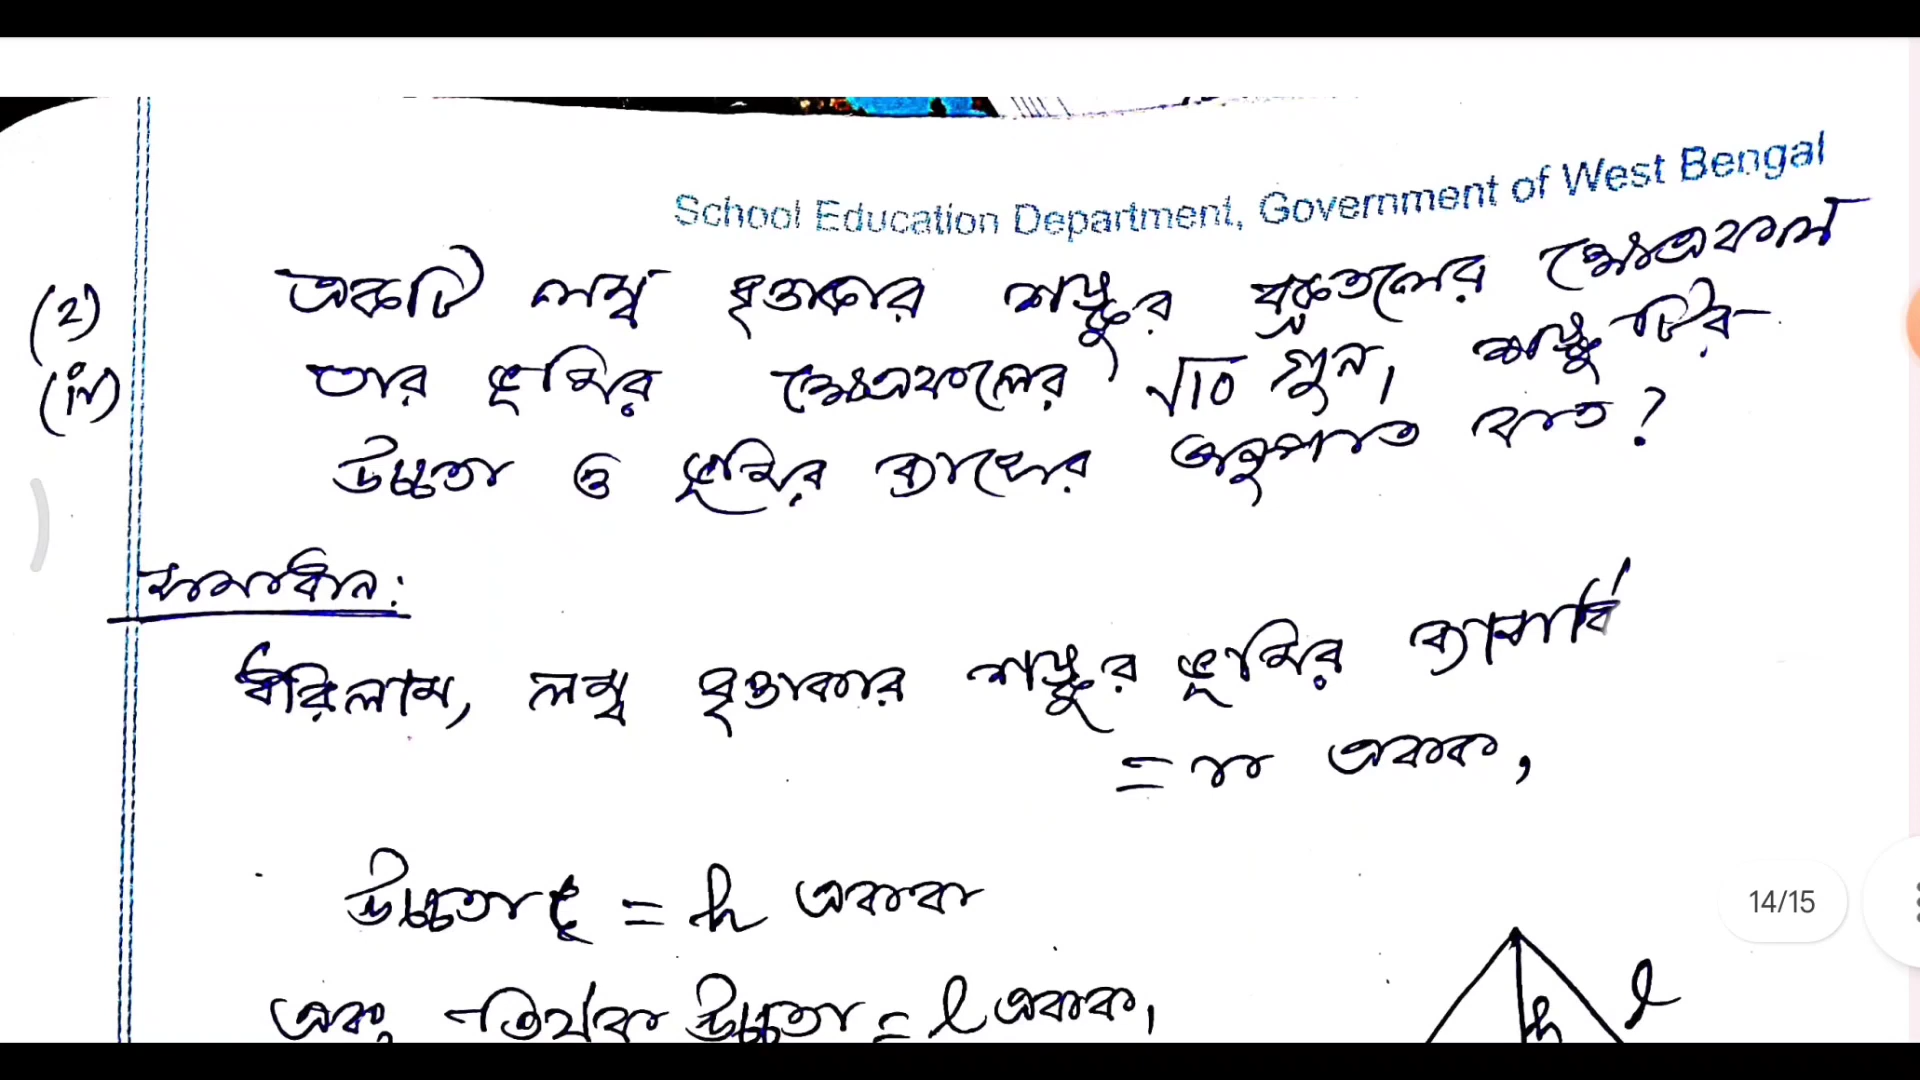 School Education Department, Government of West Bengal
(2) একটি লম্ব বৃত্তাকার শঙ্কুর বক্রতলের ক্ষেত্রফল
(iv) তার ভূমির ক্ষেত্রফলের √10 গুন। শঙ্কুটির
উচ্চতা ও ভূমির ব্যাসের অনুপাত কত?
সমাধান:
ধরিলাম, লম্ব বৃত্তাকার শঙ্কুর ভূমির ব্যাসার্ধ
= r একক,
উচ্চতা = h একক
এবং তির্যক উচ্চতা = l একক।
h l
14/15